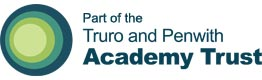 Part of the
Truro and Penwith
Academy Trust